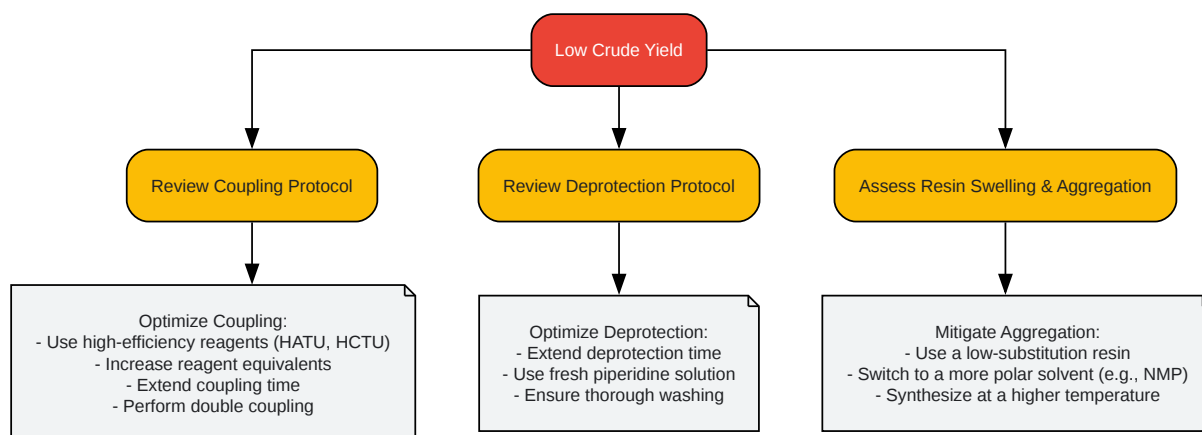 Low Crude Yield
Review Coupling Protocol
Review Deprotection Protocol
Assess Resin Swelling & Aggregation
Optimize Coupling:
- Use high-efficiency reagents (HATU, HCTU)
- Increase reagent equivalents
- Extend coupling time
- Perform double coupling
Optimize Deprotection:
- Extend deprotection time
- Use fresh piperidine solution
- Ensure thorough washing
Mitigate Aggregation:
- Use a low-substitution resin
- Switch to a more polar solvent (e.g., NMP)
- Synthesize at a higher temperature